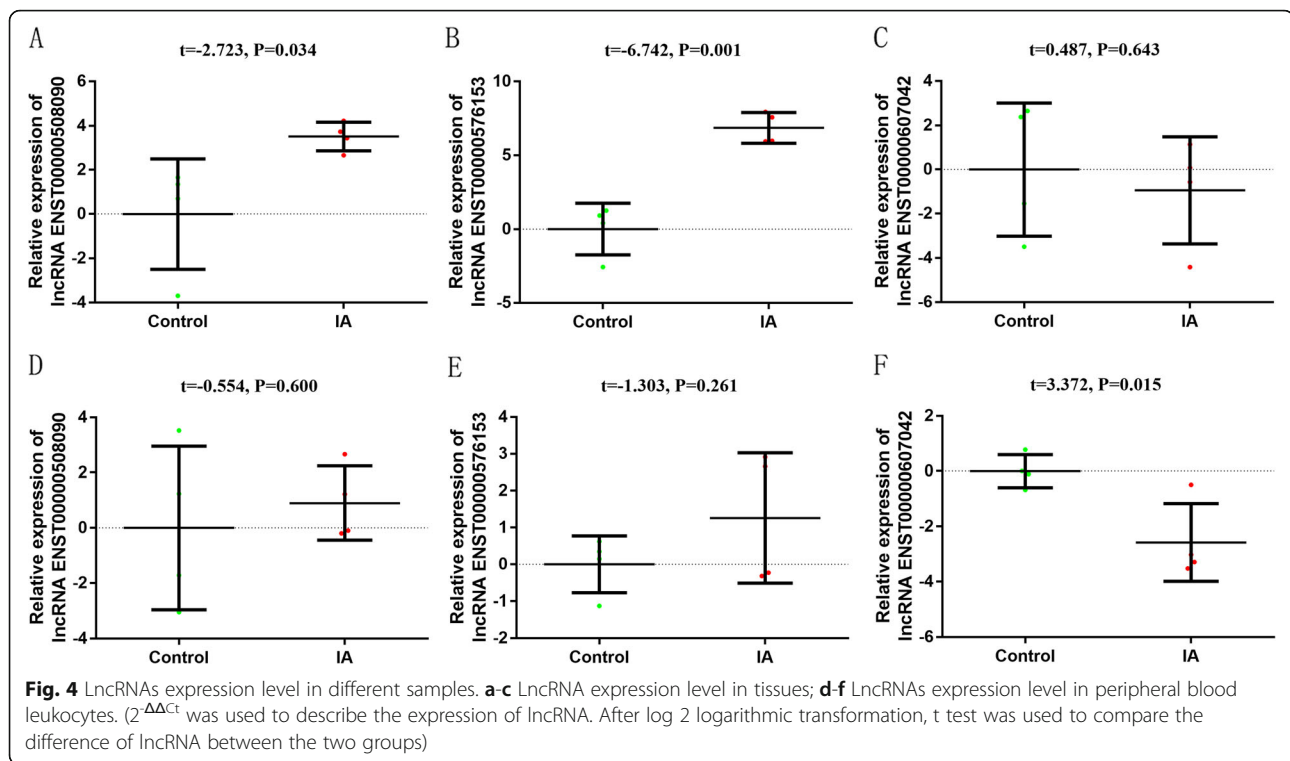 A
t=-2.723, P=0.034
Relative expression of
lncRNA ENST00000508090
6
4
2
0
-2
-4
Control
IA
B
t=-6.742, P=0.001
Relative expression of
lncRNA ENST00000576153
10
5
0
-5
Control
IA
C
t=0.487, P=0.643
Relative expression of
lncRNA ENST00000607042
4
2
0
-2
-4
-6
Control
IA
D
t=-0.554, P=0.600
Relative expression of
lncRNA ENST00000508090
4
2
0
-2
-4
Control
IA
E
t=-1.303, P=0.261
Relative expression of
lncRNA ENST00000576153
4
3
2
1
0
-1
-2
Control
IA
F
t=3.372, P=0.015
Relative expression of
lncRNA ENST00000607042
2
0
-2
-4
-6
Control
IA
Fig. 4 LncRNAs expression level in different samples. a-c LncRNA expression level in tissues; d-f LncRNAs expression level in peripheral blood
leukocytes. (2-ΔΔCt was used to describe the expression of lncRNA. After log 2 logarithmic transformation, t test was used to compare the
difference of lncRNA between the two groups)